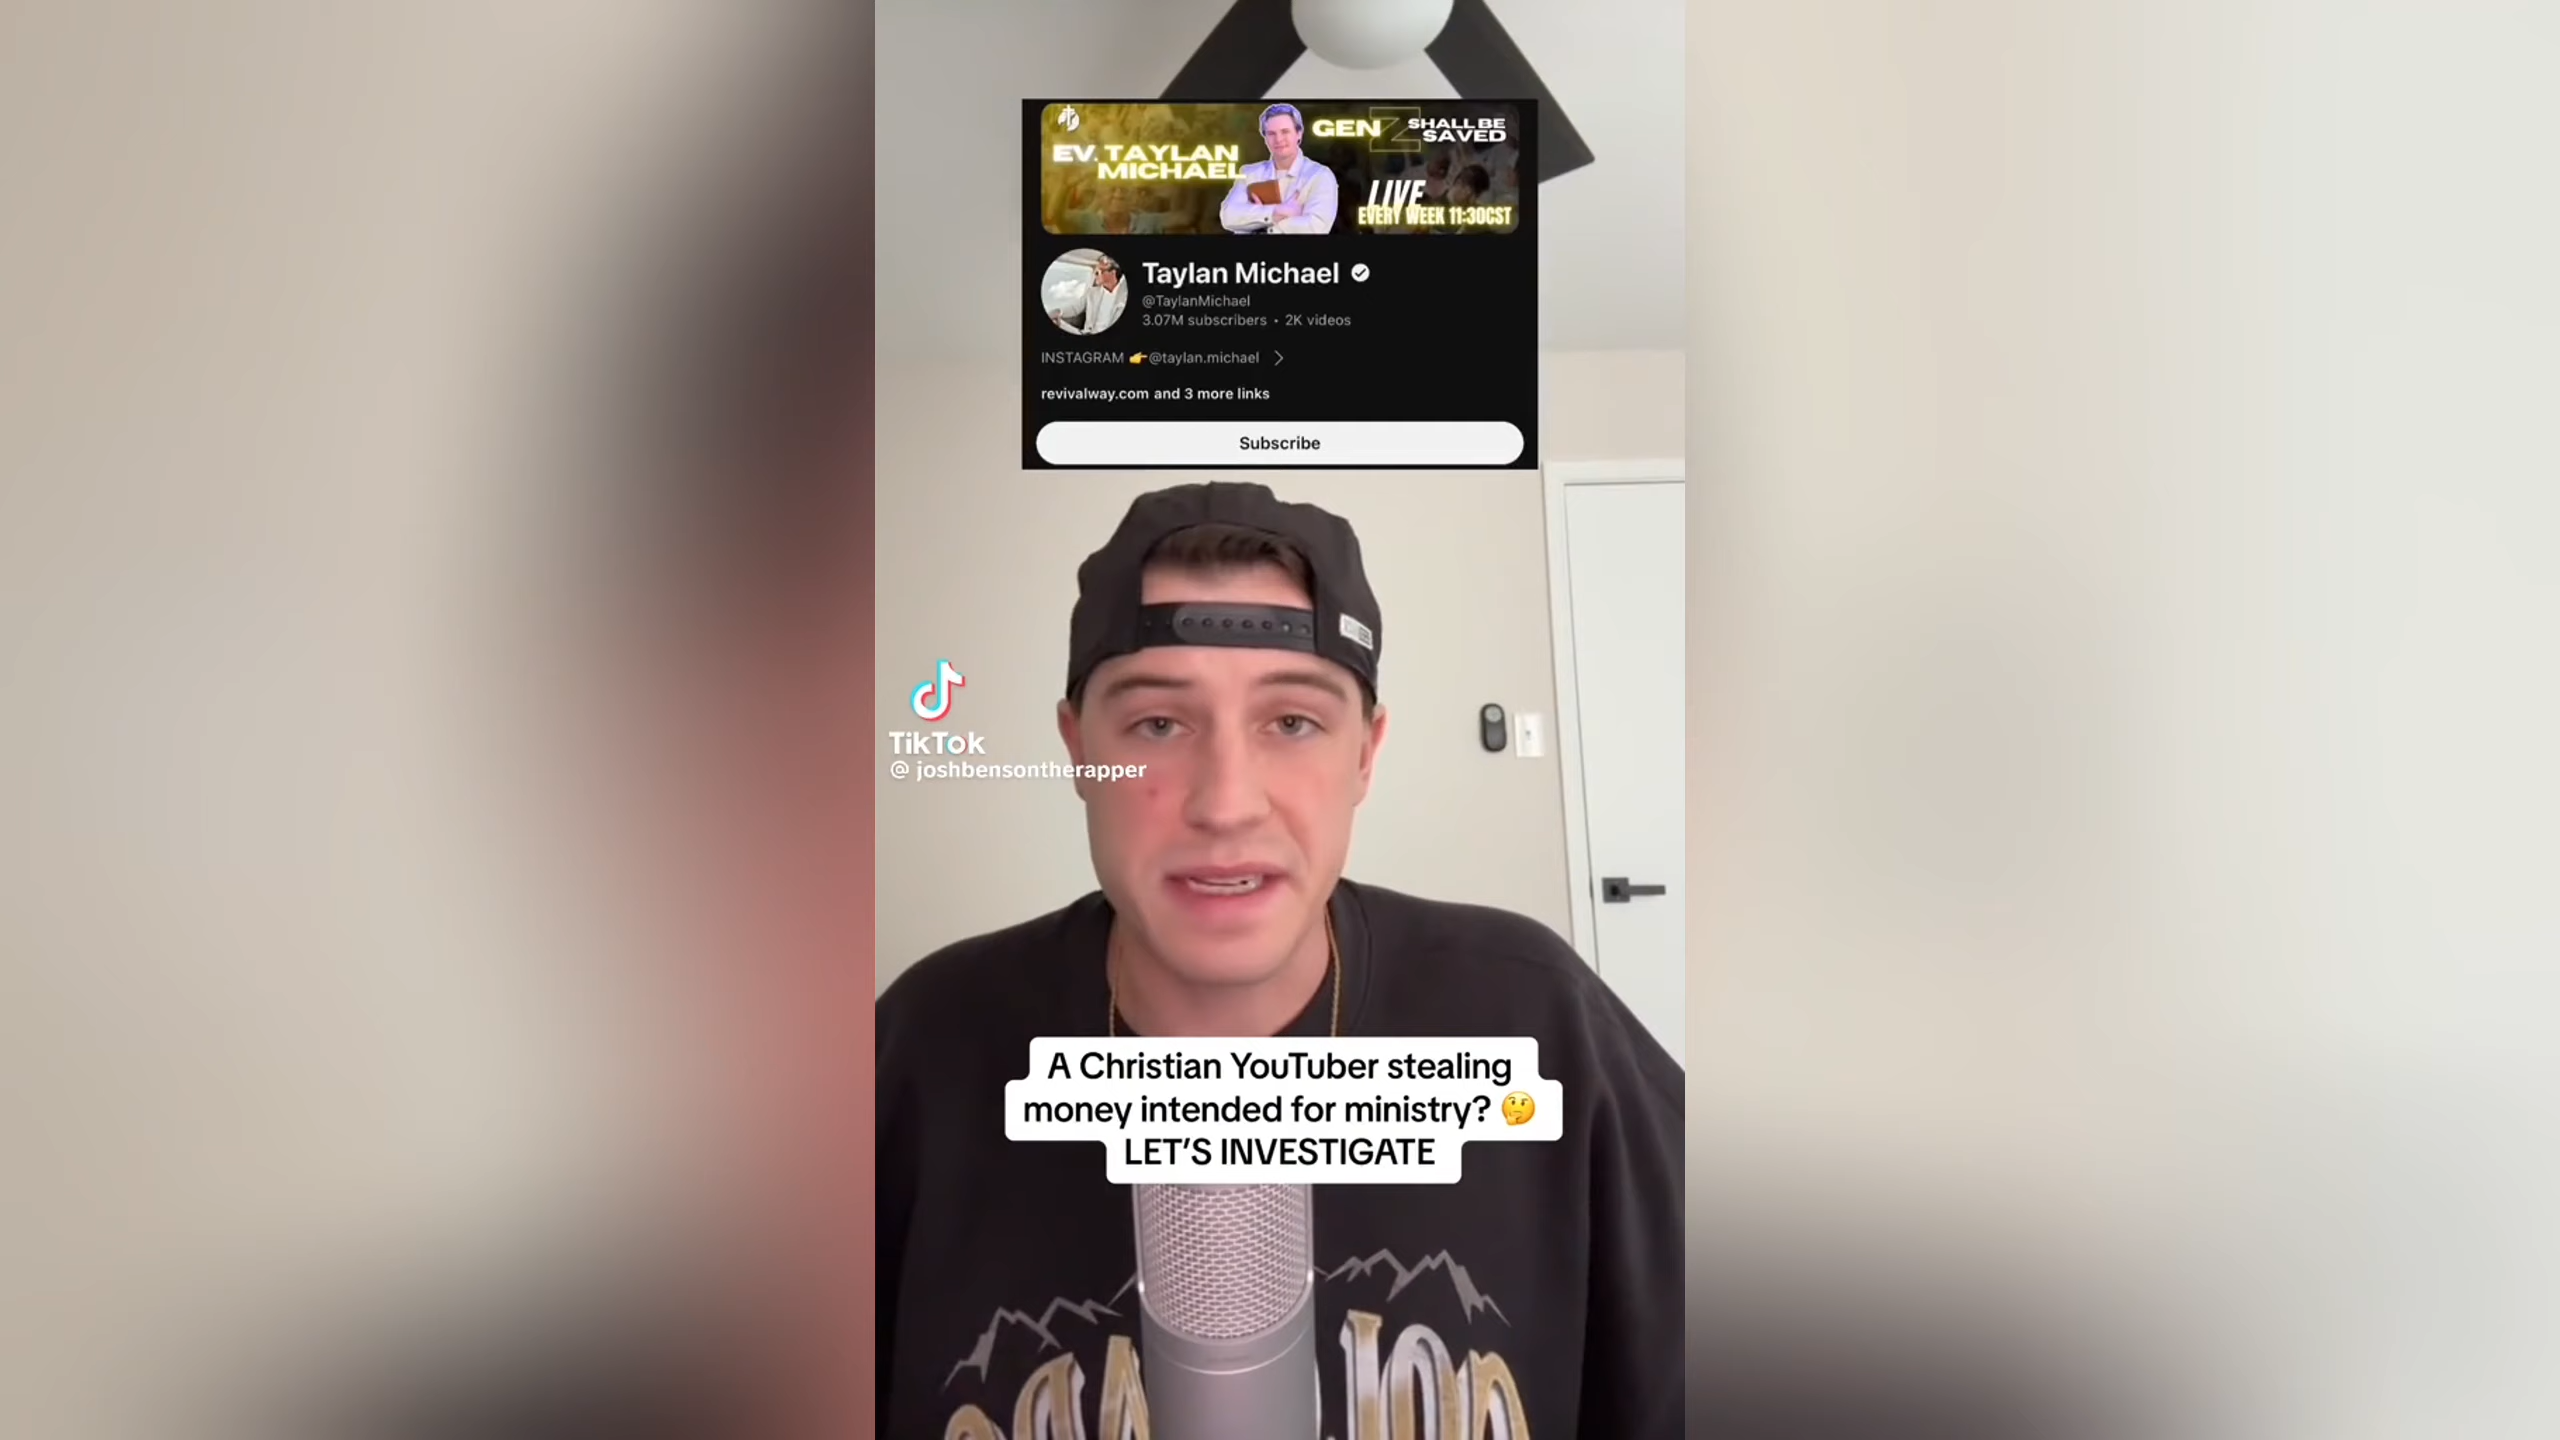 EV. TAYLAN
MICHAEL
GEN Z SHALL BE
SAVED
LIVE
EVERY WEEK 11:30CST
Taylan Michael
@TaylanMichael
3.07M subscribers • 2K videos
INSTAGRAM 👉@taylan.michael
revivalway.com and 3 more links
Subscribe
TikTok
@ joshbensontherapper
A Christian YouTuber stealing
money intended for ministry? 🤔
LET’S INVESTIGATE